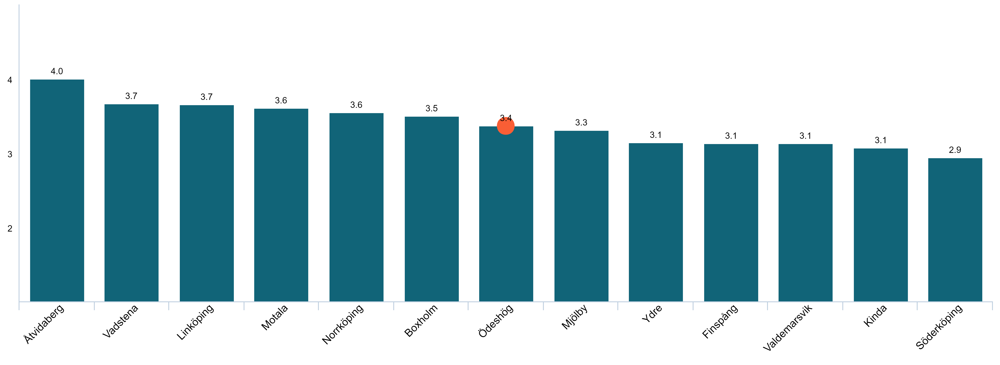 4.0
3.7
3.7
3.6
3.6
3.5
3.4
3.3
3.1
3.1
3.1
3.1
2.9
4
3
2
Åtvidaberg
Vadstena
Linköping
Motala
Norrköping
Boxholm
Ödeshög
Mjölby
Ydre
Finspång
Valdemarsvik
Kinda
Söderköping